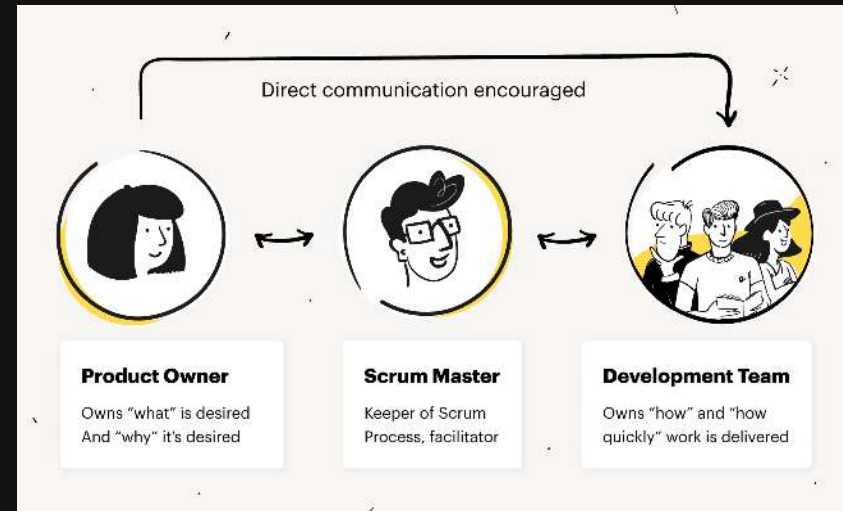 Direct communication encouraged
Product Owner
Owns “what” is desired
And “why” it’s desired
Scrum Master
Keeper of Scrum
Process, facilitator
Development Team
Owns “how” and “how
quickly” work is delivered